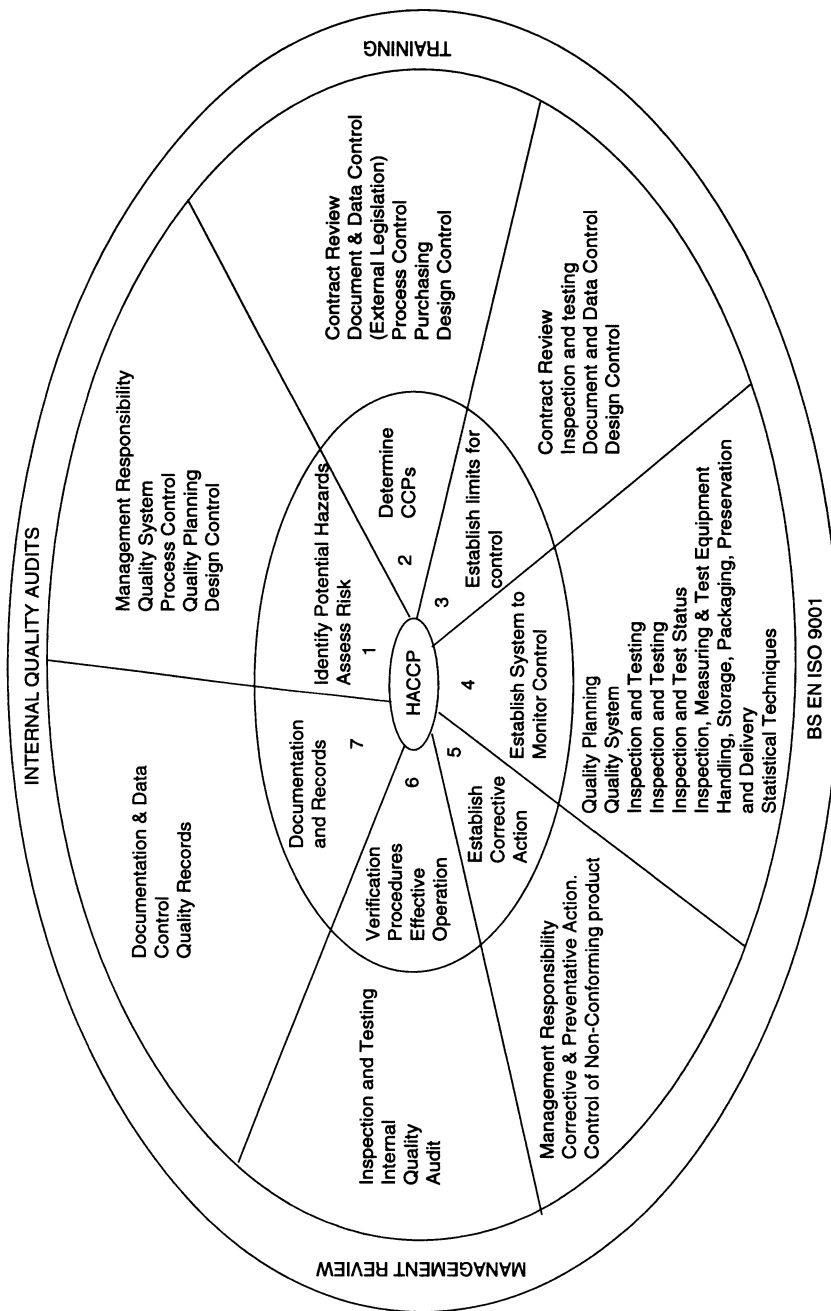 INTERNAL QUALITY AUDITS
TRAINING
BS EN ISO 9001
MANAGEMENT REVIEW
HACCP
1
Identify Potential Hazards
Assess Risk
Management Responsibility
Quality System
Process Control
Quality Planning
Design Control
2
Determine
CCPs
Contract Review
Document & Data Control
(External Legislation)
Process Control
Purchasing
Design Control
3
Establish limits for
control
Contract Review
Inspection and testing
Document and Data Control
Design Control
4
Establish System to
Monitor Control
Quality Planning
Quality System
Inspection and Testing
Inspection and Testing
Inspection and Test Status
Inspection, Measuring & Test Equipment
Handling, Storage, Packaging, Preservation
and Delivery
Statistical Techniques
5
Establish
Corrective
Action
Management Responsibility
Corrective & Preventative Action.
Control of Non-Conforming product
6
Verification
Procedures
Effective
Operation
Inspection and Testing
Internal
Quality
Audit
7
Documentation
and Records
Documentation & Data
Control
Quality Records